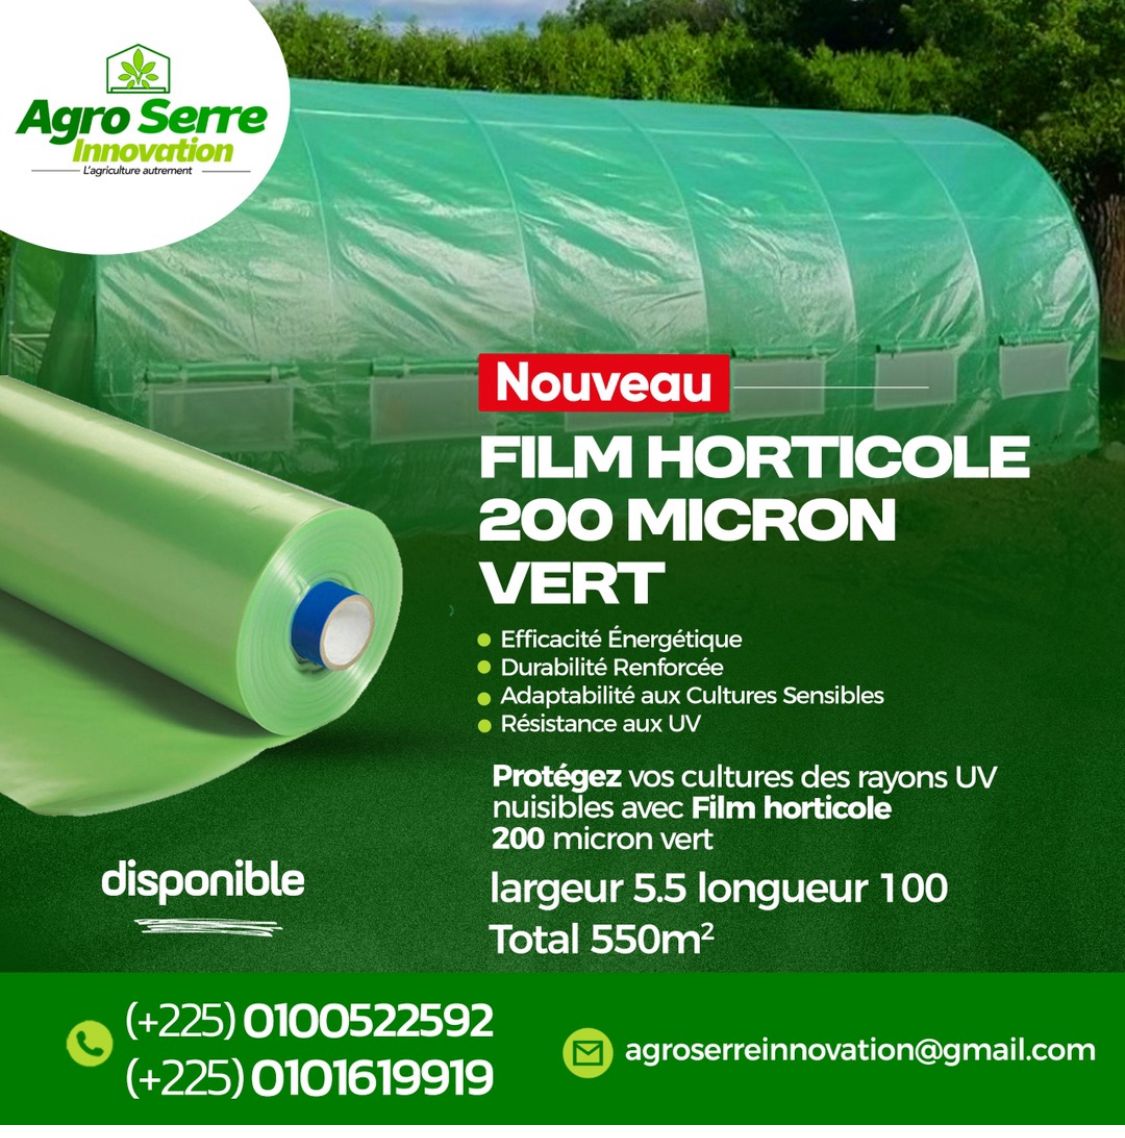 Agro Serre
Innovation
L'agriculture autrement
Nouveau
FILM HORTICOLE
200 MICRON
VERT
Efficacité Énergétique
Durabilité Renforcée
Adaptabilité aux Cultures Sensibles
Résistance aux UV
Protégez vos cultures des rayons UV
nuisibles avec Film horticole
200 micron vert
largeur 5.5 longueur 100
Total 550m²
disponible
(+225) 0100522592
(+225) 0101619919
agroserreinnovation@gmail.com